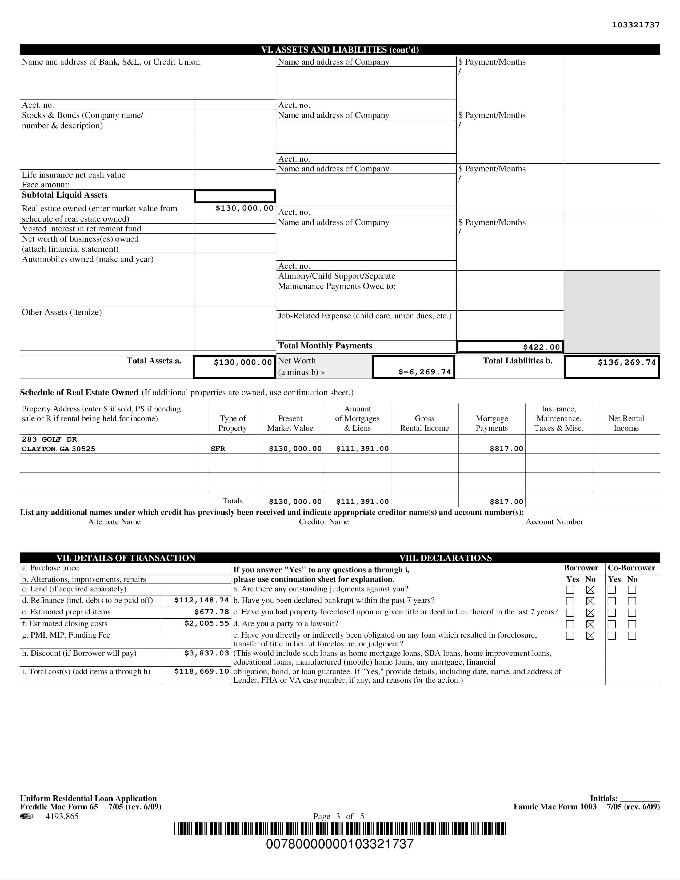 103321737
VI. ASSETS AND LIABILITIES (cont'd)
Name and address of Bank, S&L, or Credit Union
Name and address of Company
$ Payment/Months
/
Acct. no.
Acct. no.
Stocks & Bonds (Company name/
number & description)
Name and address of Company
$ Payment/Months
/
Acct. no.
Name and address of Company
$ Payment/Months
/
Life insurance net cash value
Face amount:
Subtotal Liquid Assets
Real estate owned (enter market value from
schedule of real estate owned)
$130,000.00
Acct. no.
Name and address of Company
$ Payment/Months
/
Vested interest in retirement fund
Net worth of business(es) owned
(attach financial statement)
Automobiles owned (make and year)
Acct. no.
Alimony/Child Support/Separate
Maintenance Payments Owed to:
Other Assets (itemize)
Job-Related Expense (child care, union dues, etc.)
Total Monthly Payments
$422.00
Total Assets a.
$130,000.00
Net Worth
(a minus b) »
$-6,269.74
Total Liabilities b.
$136,269.74
Schedule of Real Estate Owned (If additional properties are owned, use continuation sheet.)
Property Address (enter S if sold, PS if pending
sale or R if rental being held for income)
Type of
Property
Present
Market Value
Amount
of Mortgages
& Liens
Gross
Rental Income
Mortgage
Payments
Insurance,
Maintenance,
Taxes & Misc.
Net Rental
Income
283 GOLF DR
CLAYTON, GA 30525 SFR $130,000.00 $111,391.00 $817.00
Totals $130,000.00 $111,391.00 $817.00
List any additional names under which credit has previously been received and indicate appropriate creditor name(s) and account number(s):
Alternate Name Creditor Name Account Number
VII. DETAILS OF TRANSACTION
VIII. DECLARATIONS
a. Purchase price
b. Alterations, improvements, repairs
c. Land (if acquired separately)
d. Refinance (incl. debts to be paid off) $112,148.74
e. Estimated prepaid items $677.78
f. Estimated closing costs $2,005.55
g. PMI, MIP, Funding Fee
h. Discount (if Borrower will pay) $3,837.03
i. Total cost(s) (add items a through h) $118,669.10
If you answer "Yes" to any questions a through i,
please use continuation sheet for explanation.
Borrower Co-Borrower
Yes No Yes No
a. Are there any outstanding judgments against you?
b. Have you been declared bankrupt within the past 7 years?
c. Have you had property foreclosed upon or given title or deed in lieu thereof in the last 7 years?
d. Are you a party to a lawsuit?
e. Have you directly or indirectly been obligated on any loan which resulted in foreclosure,
transfer of title in lieu of foreclosure, or judgment?
(This would include such loans as home mortgage loans, SBA loans, home improvement loans,
educational loans, manufactured (mobile) home loans, any mortgage, financial
obligation, bond, or loan guarantee. If "Yes," provide details, including date, name, and address of
Lender, FHA or VA case number, if any, and reasons for the action.)
Uniform Residential Loan Application
Freddie Mac Form 65 7/05 (rev. 6/09)
4193.865
Page 3 of 5
Initials:
Fannie Mae Form 1003 7/05 (rev. 6/09)
00780000000103321737